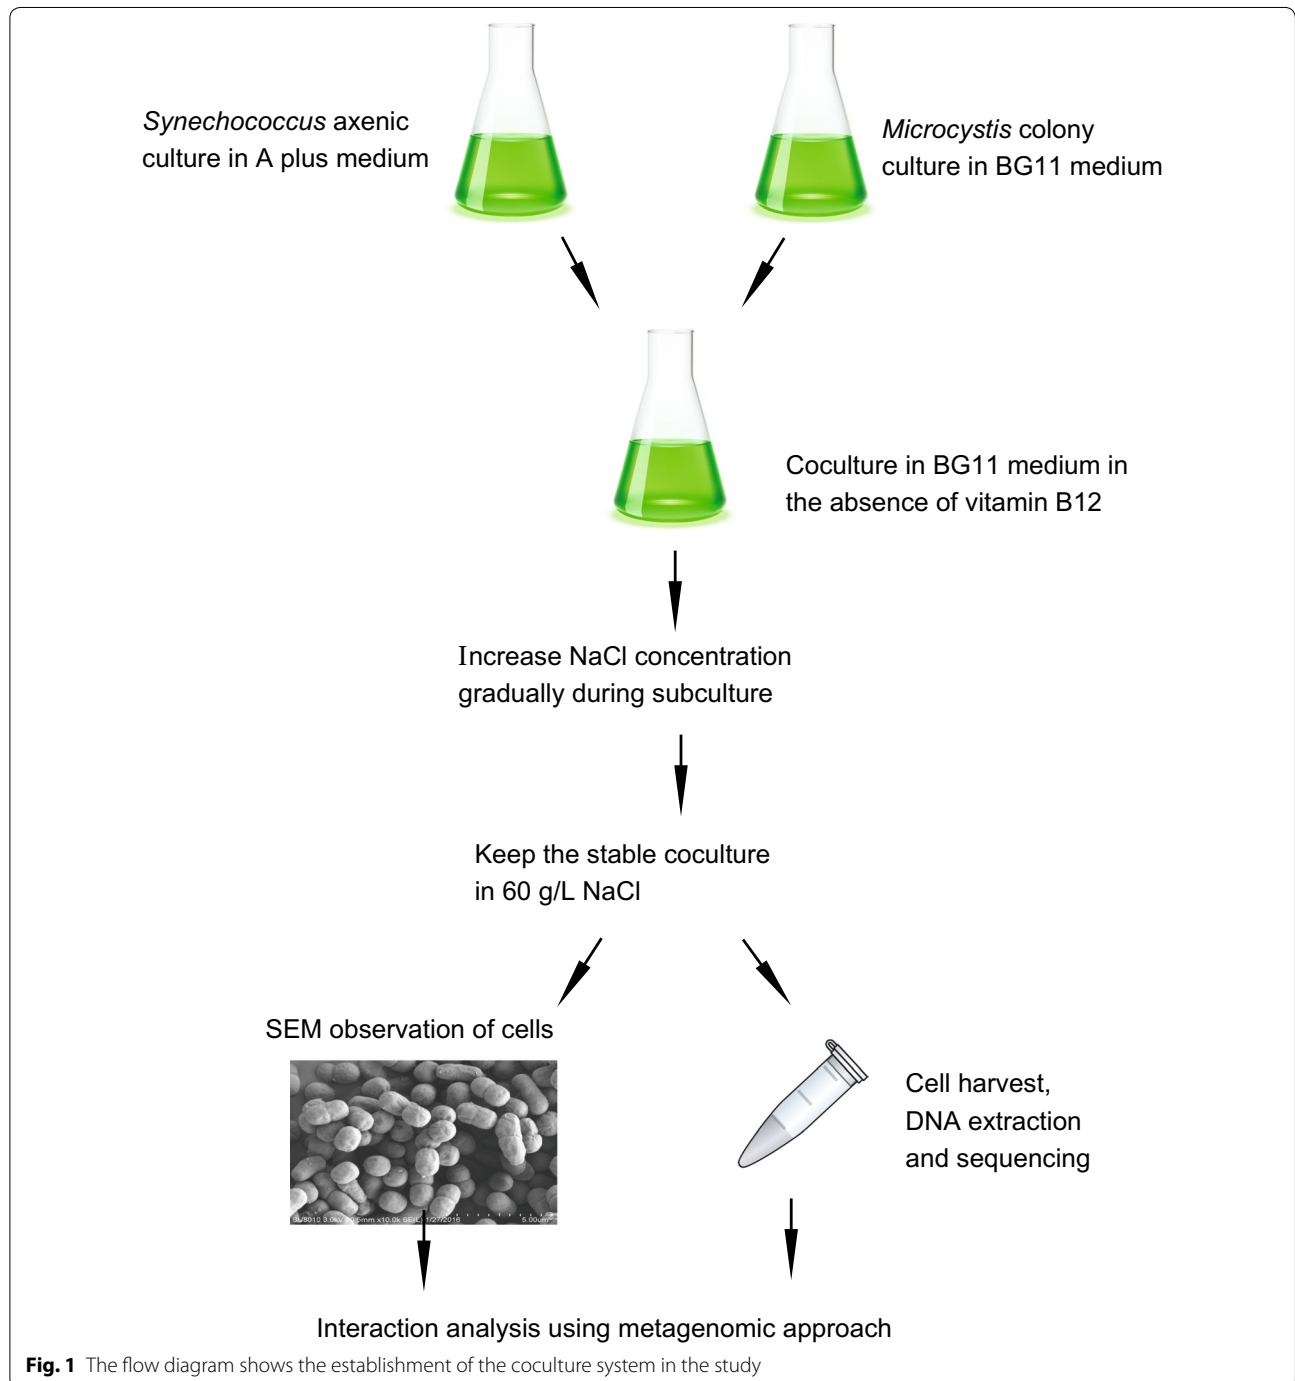 Synechococcus axenic
culture in A plus medium
Microcystis colony
culture in BG11 medium
Coculture in BG11 medium in
the absence of vitamin B12
Increase NaCl concentration
gradually during subculture
Keep the stable coculture
in 60 g/L NaCl
SEM observation of cells
5.00um
Cell harvest,
DNA extraction
and sequencing
Interaction analysis using metagenomic approach
Fig. 1 The flow diagram shows the establishment of the coculture system in the study